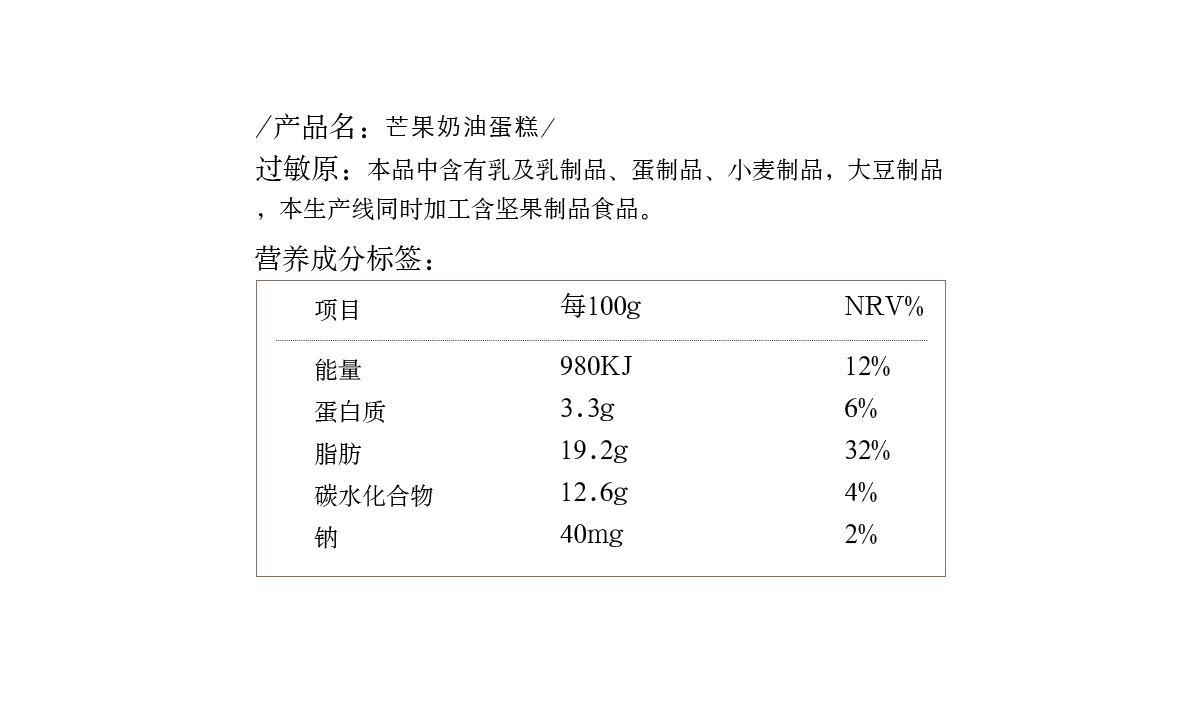 /产品名：芒果奶油蛋糕/
过敏原：本品中含有乳及乳制品、蛋制品、小麦制品，大豆制品
，本生产线同时加工含坚果制品食品。
营养成分标签：
项目 每100g NRV%
能量 980KJ 12%
蛋白质 3.3g 6%
脂肪 19.2g 32%
碳水化合物 12.6g 4%
钠 40mg 2%